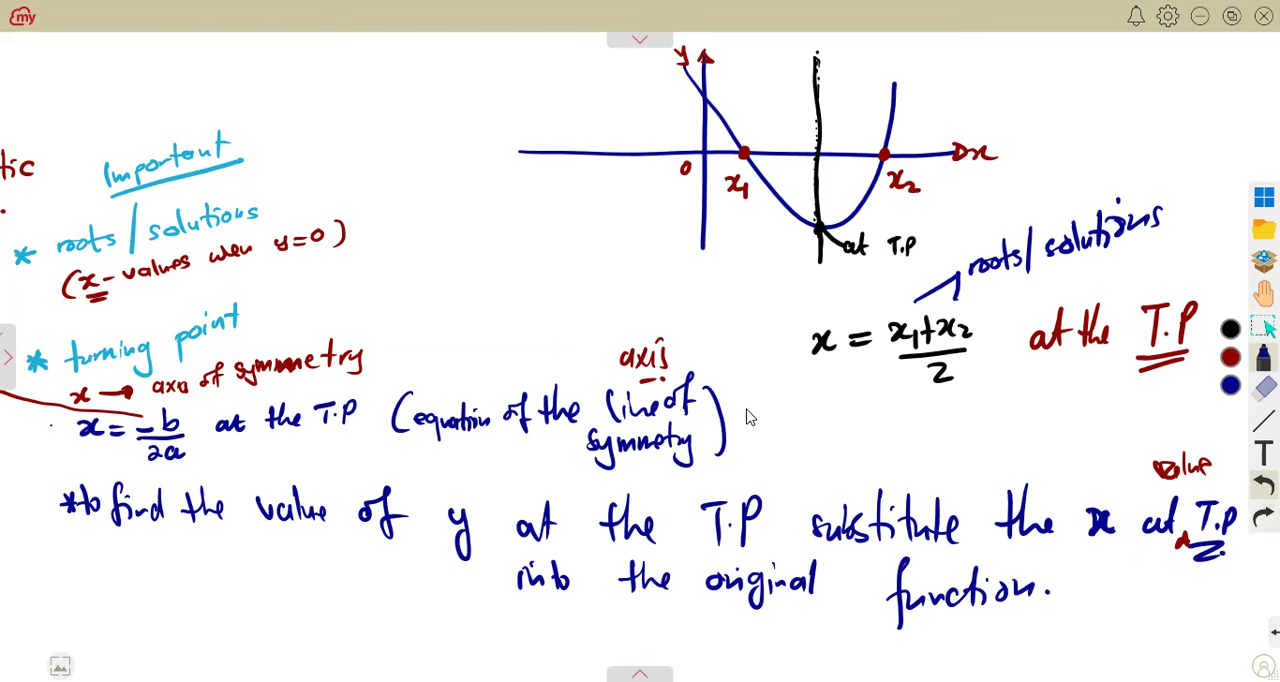 my
y
tic
Important
0
x₁
x₂
x
* roots/solutions
(x-values when y=0)
at T.P
roots/solutions
x = x₁+x₂/2 at the T.P
* turning point
x → axis of symmetry
axis
x = -b/2a at the T.P (equation of the line of
symmetry)
value
*to find the value of y at the T.P substitute the x at T.P
into the original function.
T